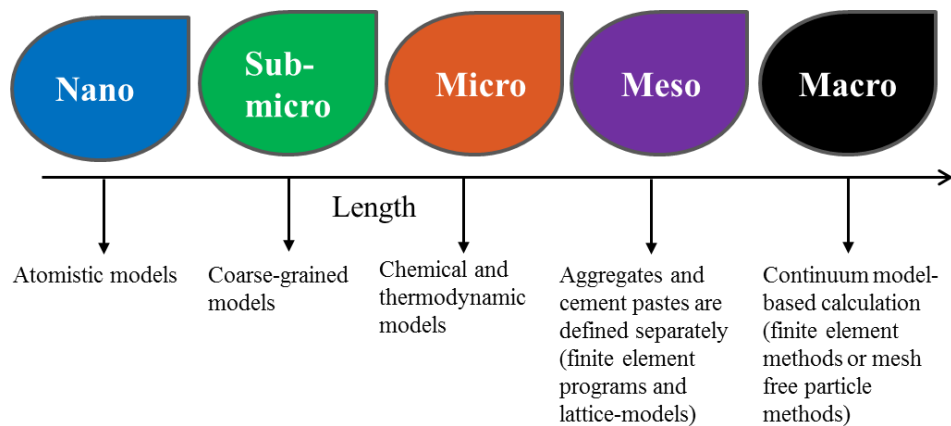 Nano
Sub-
micro
Micro
Meso
Macro
Length
Atomistic models
Coarse-grained
models
Chemical and
thermodynamic
models
Aggregates and
cement pastes are
defined separately
(finite element
programs and
lattice-models)
Continuum model-
based calculation
(finite element
methods or mesh
free particle
methods)